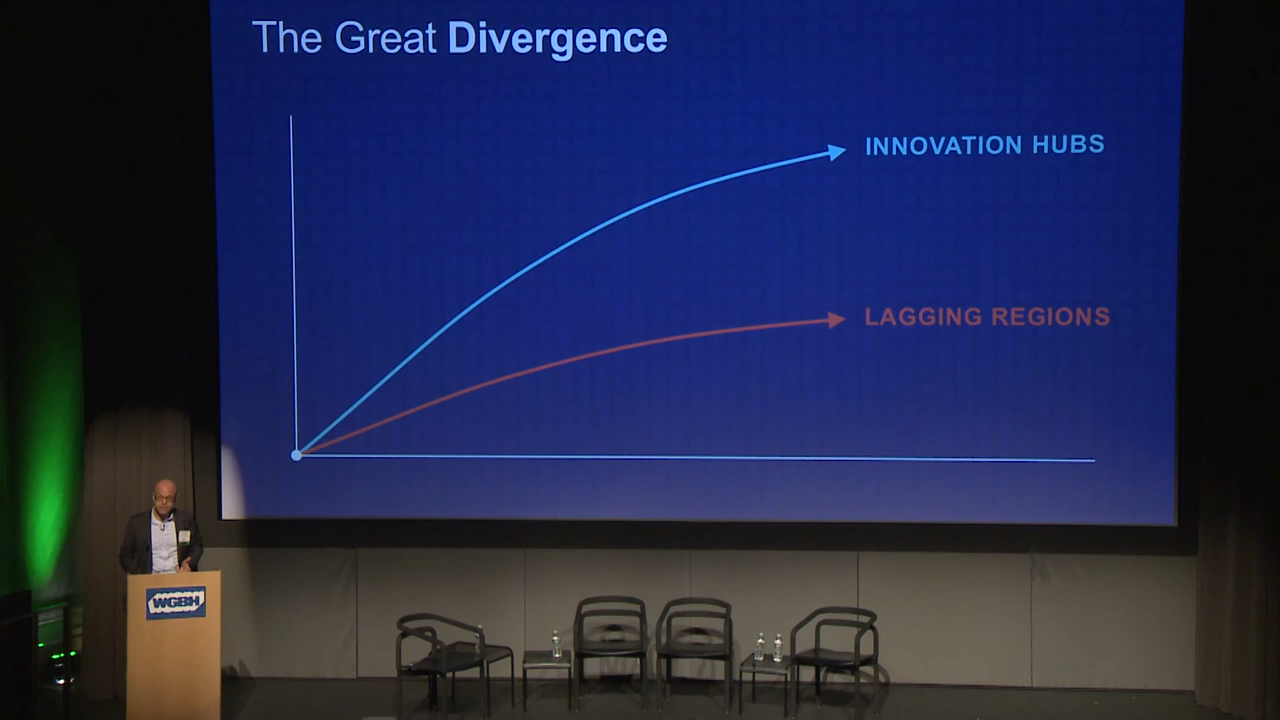 The Great Divergence
INNOVATION HUBS
LAGGING REGIONS
WGBH